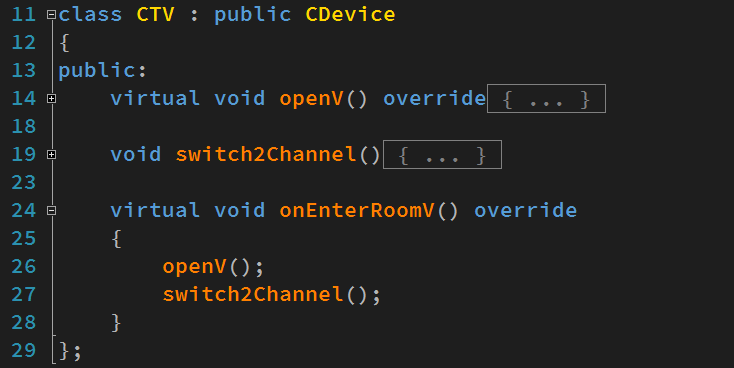 11 class CTV : public CDevice
12 {
13 public:
14 virtual void openV() override { ... }
18
19 void switch2Channel() { ... }
23
24 virtual void onEnterRoomV() override
25 {
26 openV();
27 switch2Channel();
28 }
29 };